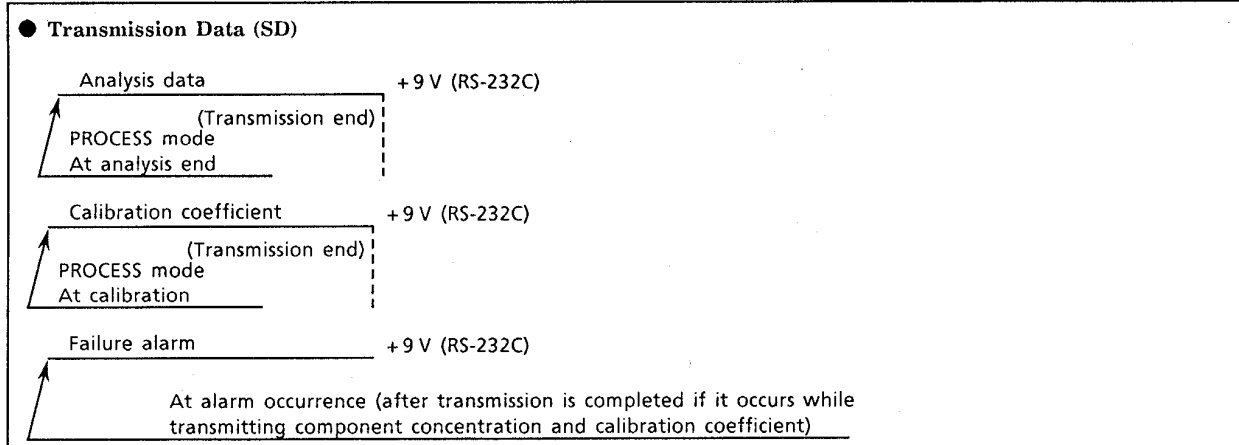 ● Transmission Data (SD)
Analysis data +9 V (RS-232C)
(Transmission end)
PROCESS mode
At analysis end
Calibration coefficient +9 V (RS-232C)
(Transmission end)
PROCESS mode
At calibration
Failure alarm +9 V (RS-232C)
At alarm occurrence (after transmission is completed if it occurs while
transmitting component concentration and calibration coefficient)